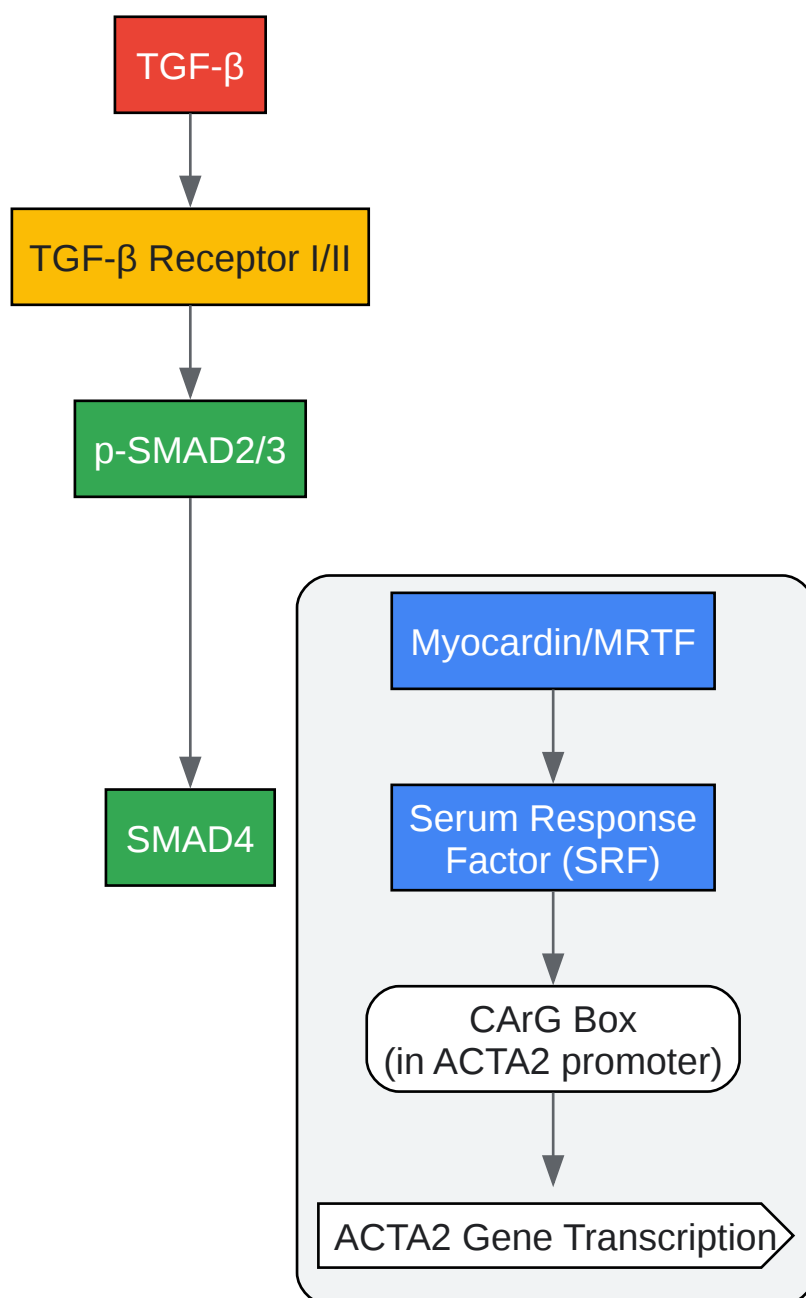 TGF-β
TGF-β Receptor I/II
p-SMAD2/3
Myocardin/MRTF
SMAD4
Serum Response
Factor (SRF)
CArG Box
(in ACTA2 promoter)
ACTA2 Gene Transcription